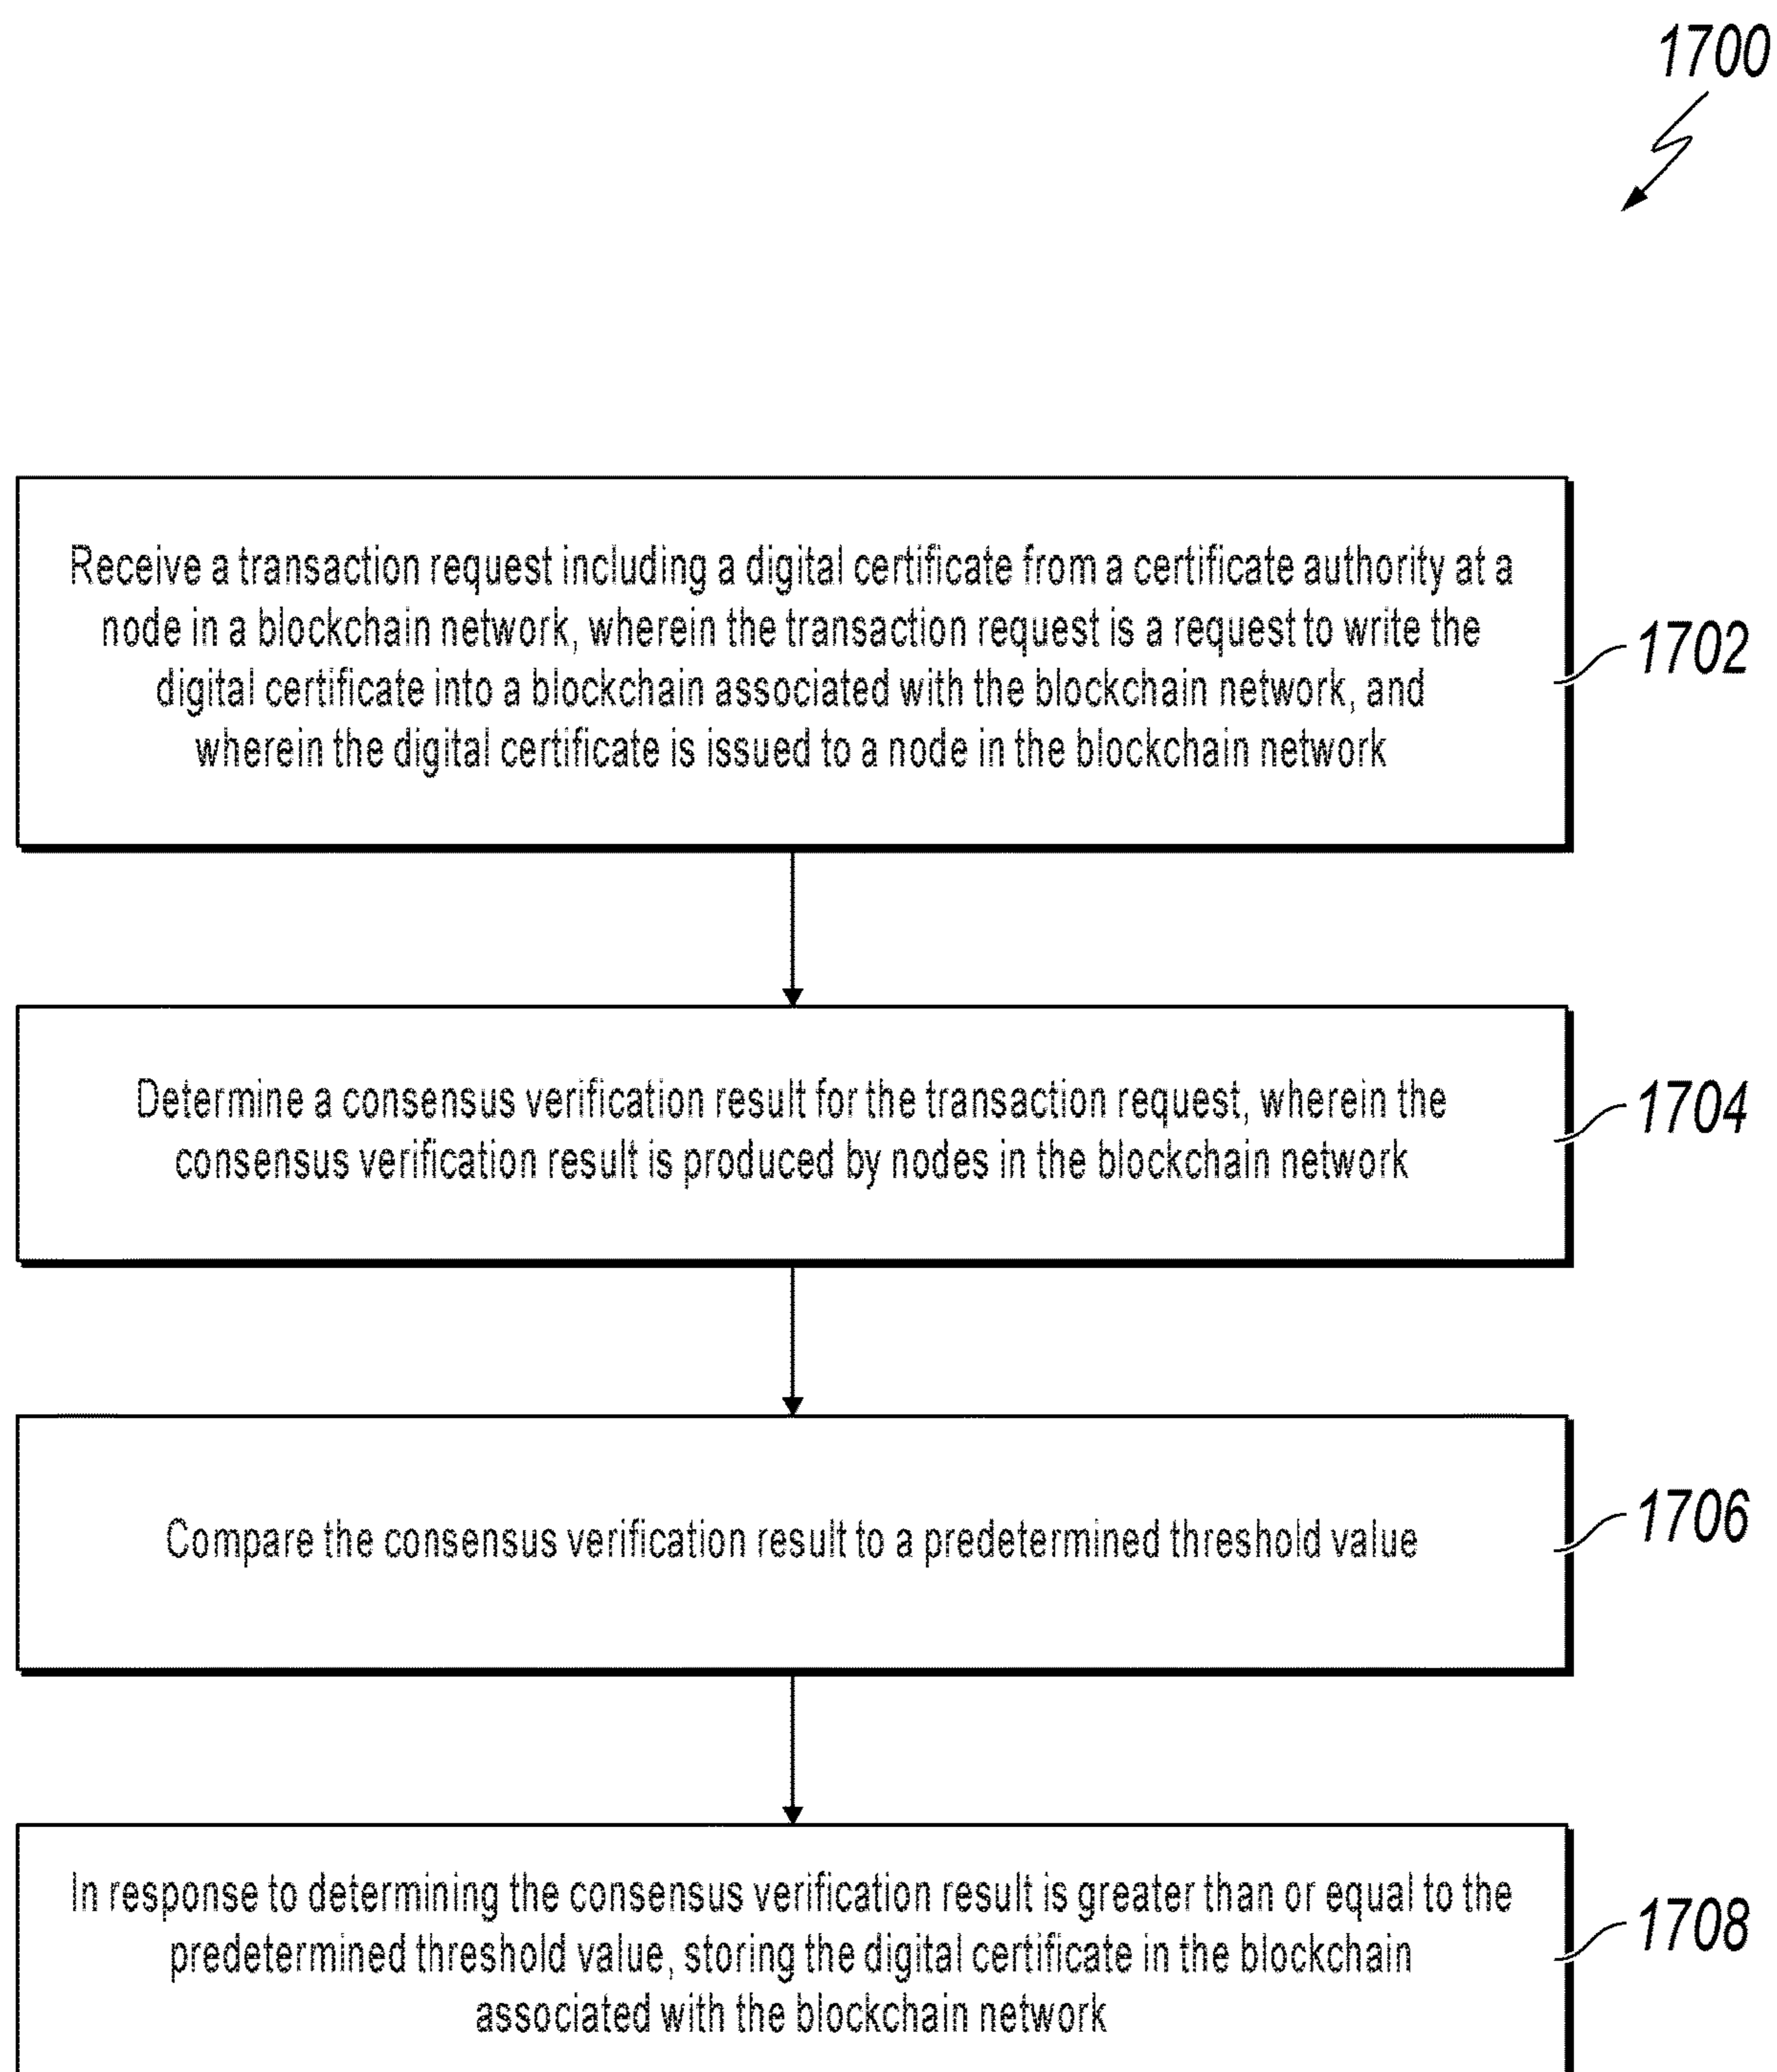 1700
Receive a transaction request including a digital certificate from a certificate authority at a
node in a blockchain network, wherein the transaction request is a request to write the
digital certificate into a blockchain associated with the blockchain network, and
wherein the digital certificate is issued to a node in the blockchain network
1702
Determine a consensus verification result for the transaction request, wherein the
consensus verification result is produced by nodes in the blockchain network
1704
Compare the consensus verification result to a predetermined threshold value
1706
In response to determining the consensus verification result is greater than or equal to the
predetermined threshold value, storing the digital certificate in the blockchain
associated with the blockchain network
1708